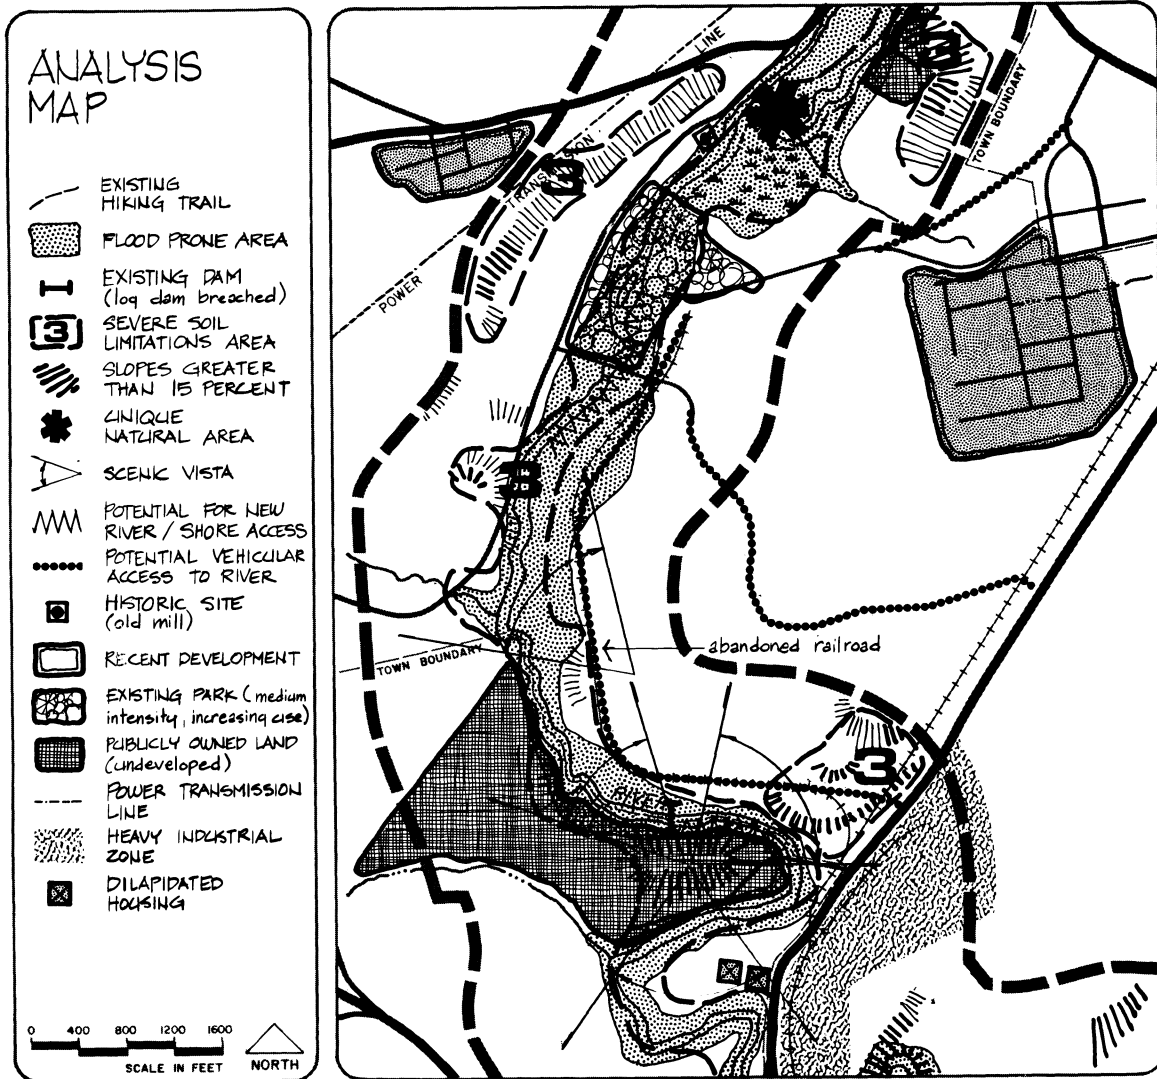 ANALYSIS
MAP
EXISTING
HIKING TRAIL
FLOOD PRONE AREA
EXISTING DAM
(log dam breached)
3
SEVERE SOIL
LIMITATIONS AREA
SLOPES GREATER
THAN 15 PERCENT
UNIQUE
NATURAL AREA
SCENIC VISTA
POTENTIAL FOR NEW
RIVER / SHORE ACCESS
POTENTIAL VEHICULAR
ACCESS TO RIVER
HISTORIC SITE
(old mill)
RECENT DEVELOPMENT
EXISTING PARK (medium
intensity, increasing use)
PUBLICLY OWNED LAND
(undeveloped)
POWER TRANSMISSION
LINE
HEAVY INDUSTRIAL
ZONE
DILAPIDATED
HOUSING
0 400 800 1200 1600
SCALE IN FEET
NORTH
POWER
TRANSMISSION
LINE
3
3
TOWN BOUNDARY
3
abandoned railroad
TOWN BOUNDARY
3
RIVER